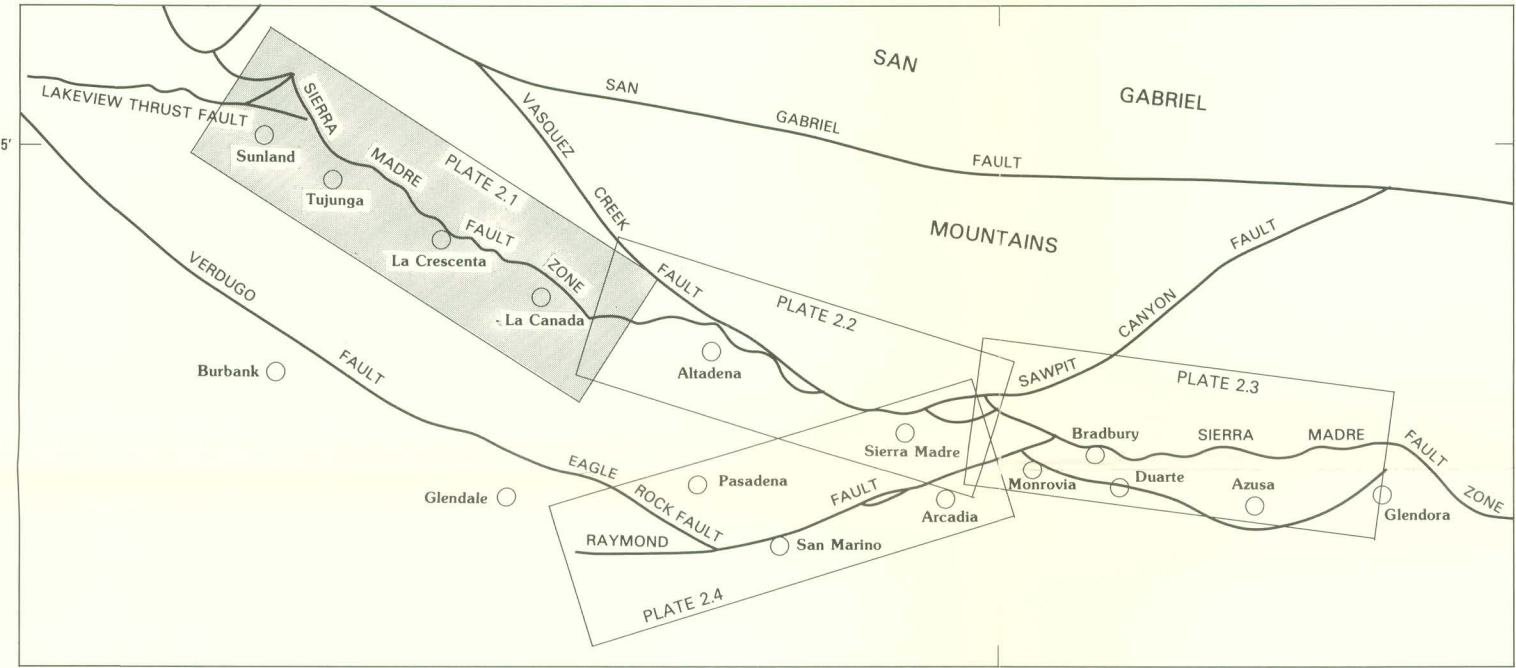 SAN
GABRIEL
MOUNTAINS
SAN GABRIEL FAULT
LAKEVIEW THRUST FAULT
SIERRA MADRE FAULT ZONE
VASQUEZ CREEK FAULT
5'
Sunland
Tujunga
PLATE 2.1
La Crescenta
La Canada
VERDUGO FAULT
PLATE 2.2
Burbank
Altadena
SAWPIT CANYON FAULT
PLATE 2.3
Sierra Madre
Bradbury
SIERRA MADRE FAULT ZONE
EAGLE ROCK FAULT
Pasadena
Glendale
RAYMOND FAULT
Monrovia
Duarte
Azusa
Glendora
Arcadia
San Marino
PLATE 2.4